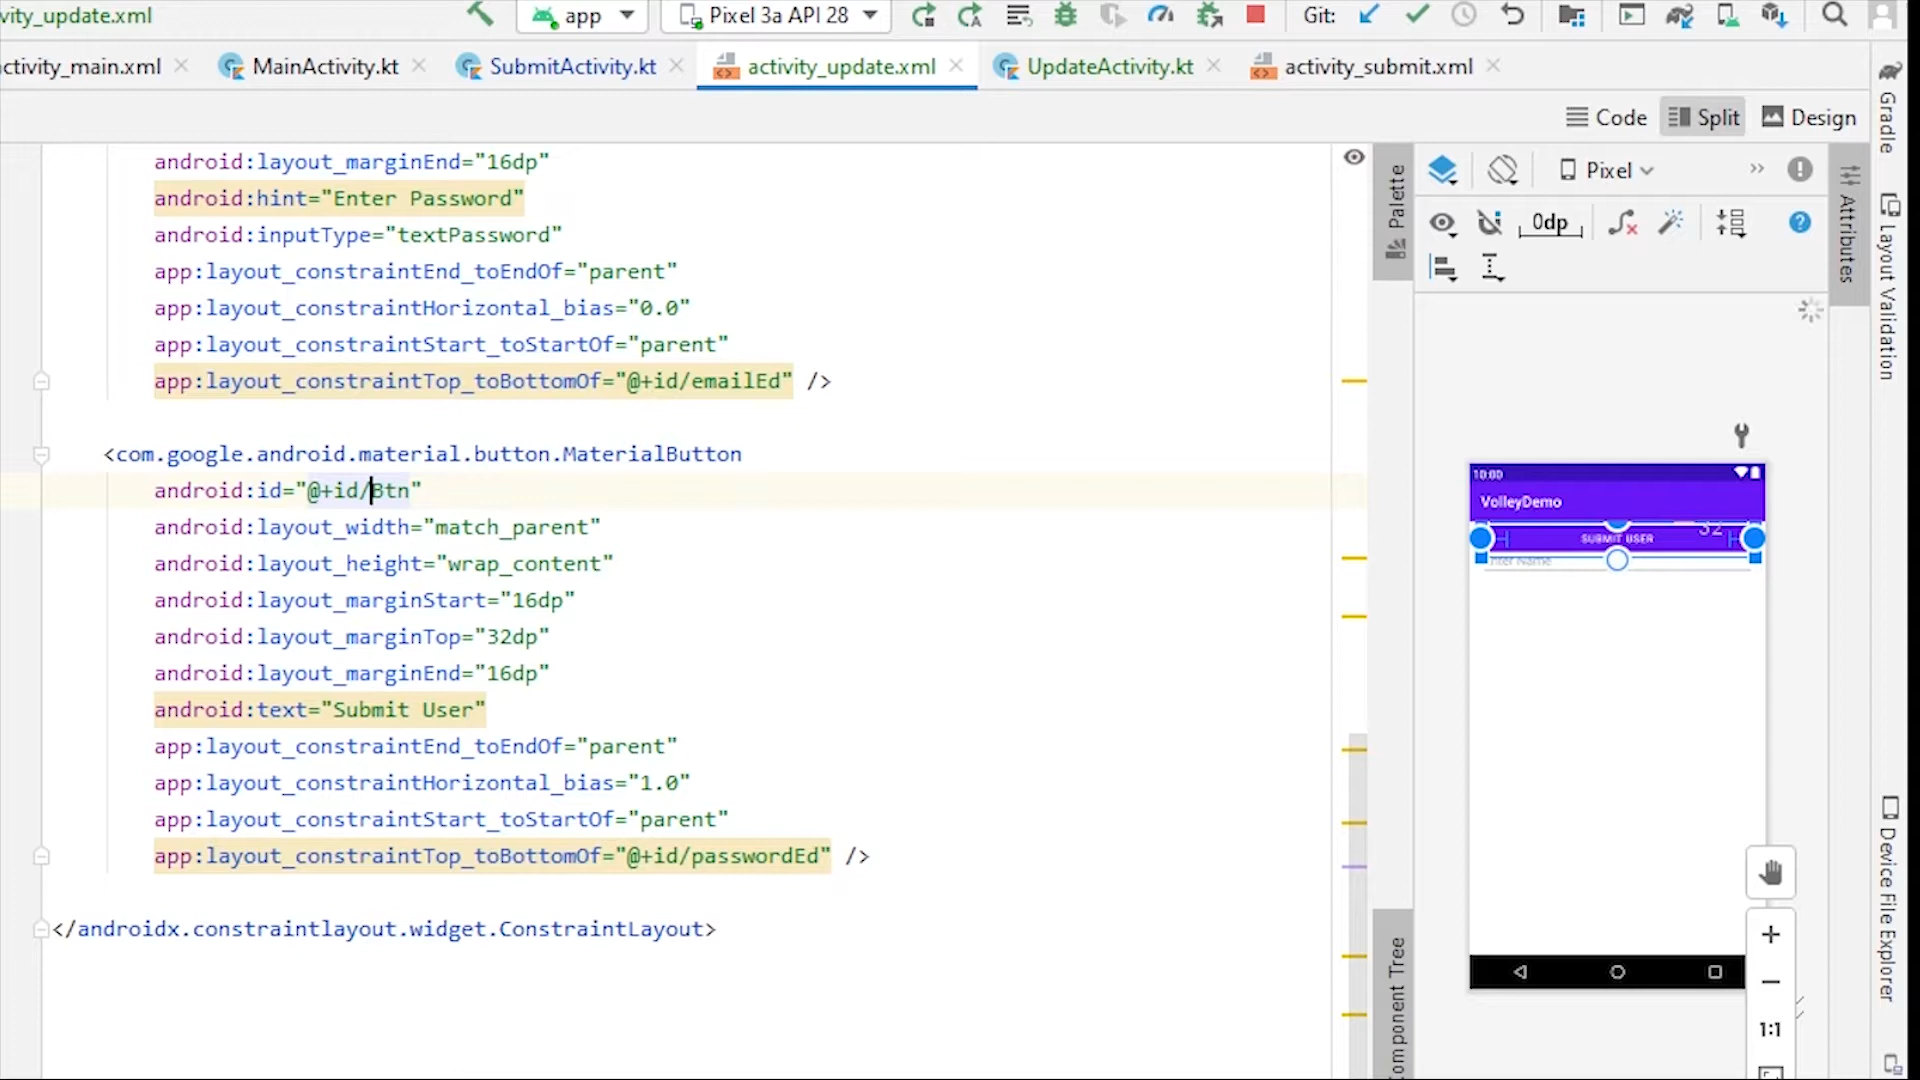 vity_update.xml
app
Pixel 3a API 28
Git:
ctivity_main.xml
MainActivity.kt
SubmitActivity.kt
activity_update.xml
UpdateActivity.kt
activity_submit.xml
Code
Split
Design
android:layout_marginEnd="16dp"
android:hint="Enter Password"
android:inputType="textPassword"
app:layout_constraintEnd_toEndOf="parent"
app:layout_constraintHorizontal_bias="0.0"
app:layout_constraintStart_toStartOf="parent"
app:layout_constraintTop_toBottomOf="@+id/emailEd" />
<com.google.android.material.button.MaterialButton
android:id="@+id/Btn"
android:layout_width="match_parent"
android:layout_height="wrap_content"
android:layout_marginStart="16dp"
android:layout_marginTop="32dp"
android:layout_marginEnd="16dp"
android:text="Submit User"
app:layout_constraintEnd_toEndOf="parent"
app:layout_constraintHorizontal_bias="1.0"
app:layout_constraintStart_toStartOf="parent"
app:layout_constraintTop_toBottomOf="@+id/passwordEd" />
</androidx.constraintlayout.widget.ConstraintLayout>
Palette
Component Tree
Pixel
0dp
10:00
VolleyDemo
32
SUBMIT USER
nter Name
1:1
Attributes
Gradle
Layout Validation
Device File Explorer